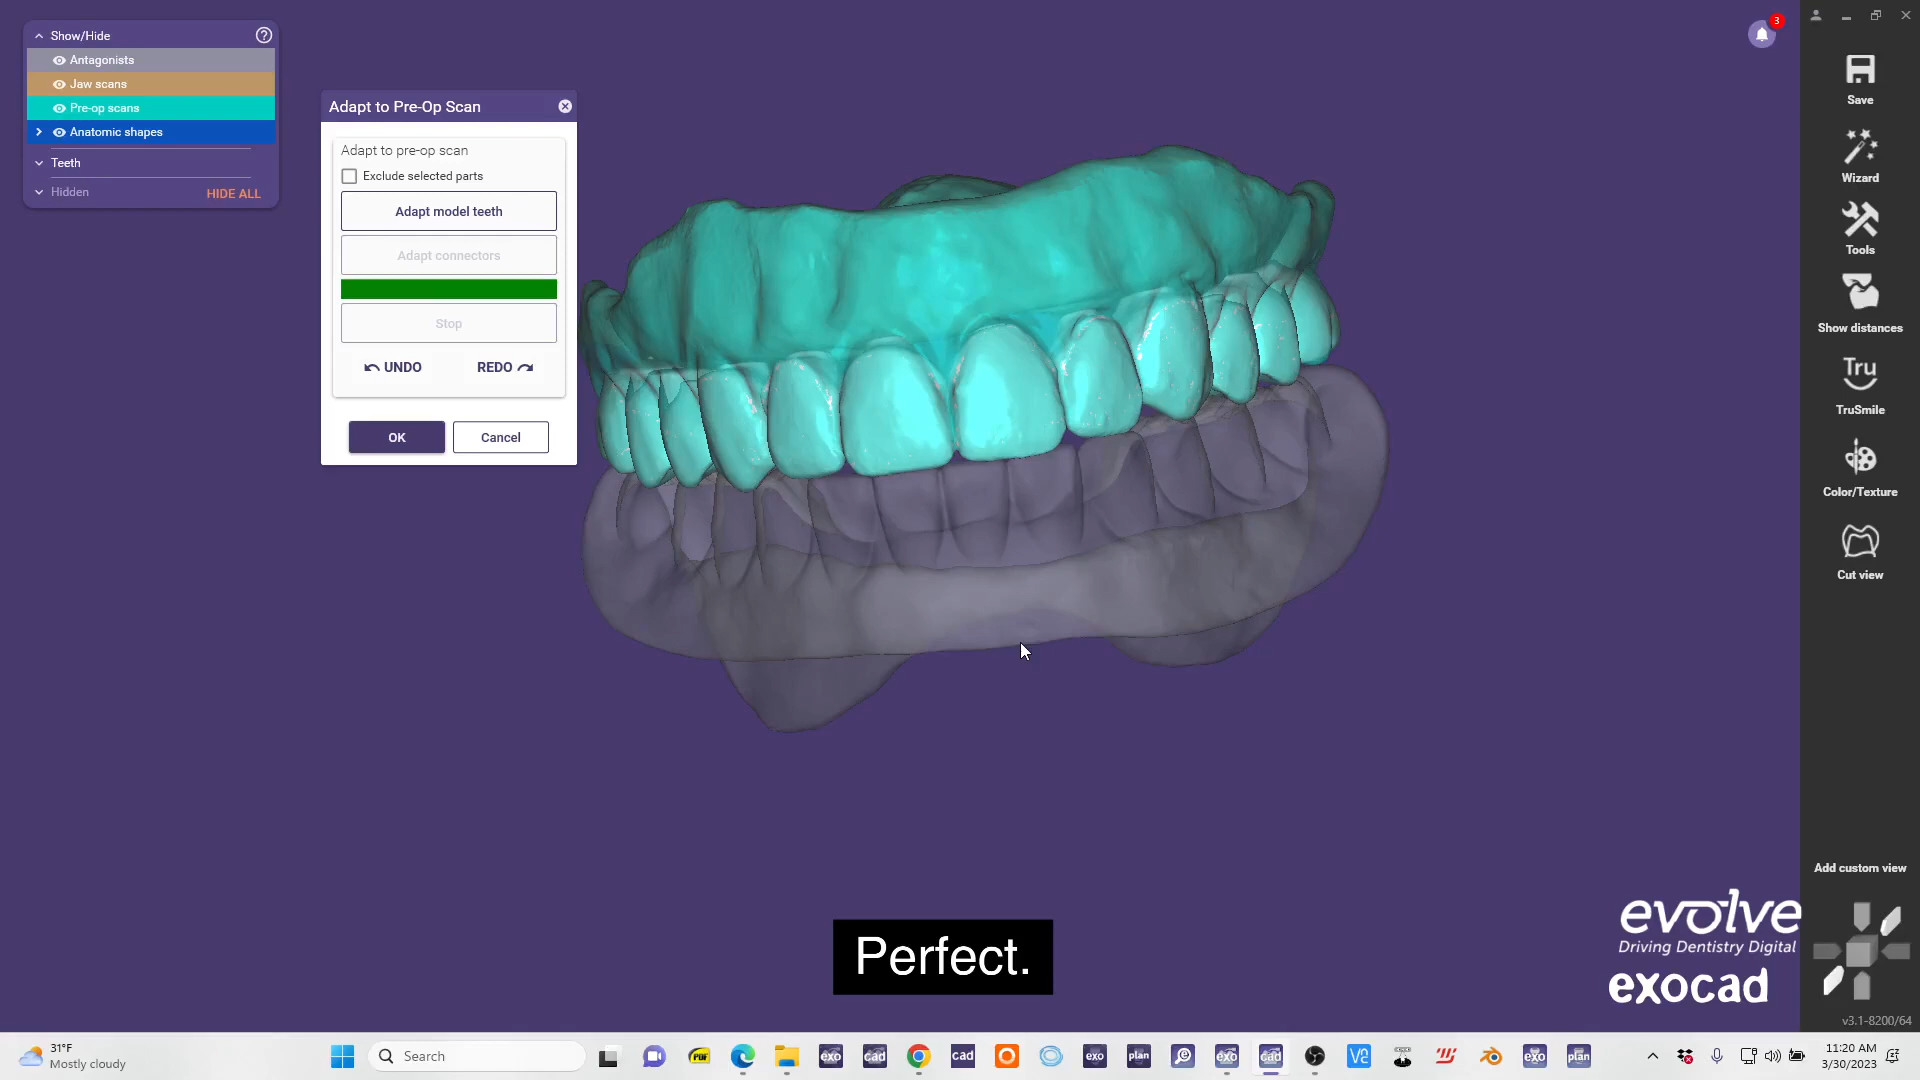 Show/Hide
Antagonists
Jaw scans
Pre-op scans
Anatomic shapes
Teeth
Hidden
HIDE ALL
Adapt to Pre-Op Scan
Adapt to pre-op scan
Exclude selected parts
Adapt model teeth
Adapt connectors
Stop
UNDO
REDO
OK
Cancel
3
Save
Wizard
Tools
Show distances
Tru
TruSmile
Color/Texture
Cut view
Add custom view
evolve
Driving Dentistry Digital
exocad
v3.1-8200/64
Perfect.
31°F
Mostly cloudy
Search
PDF
exo
cad
cad
exo
plan
exo
cad
exo
plan
11:20 AM
3/30/2023